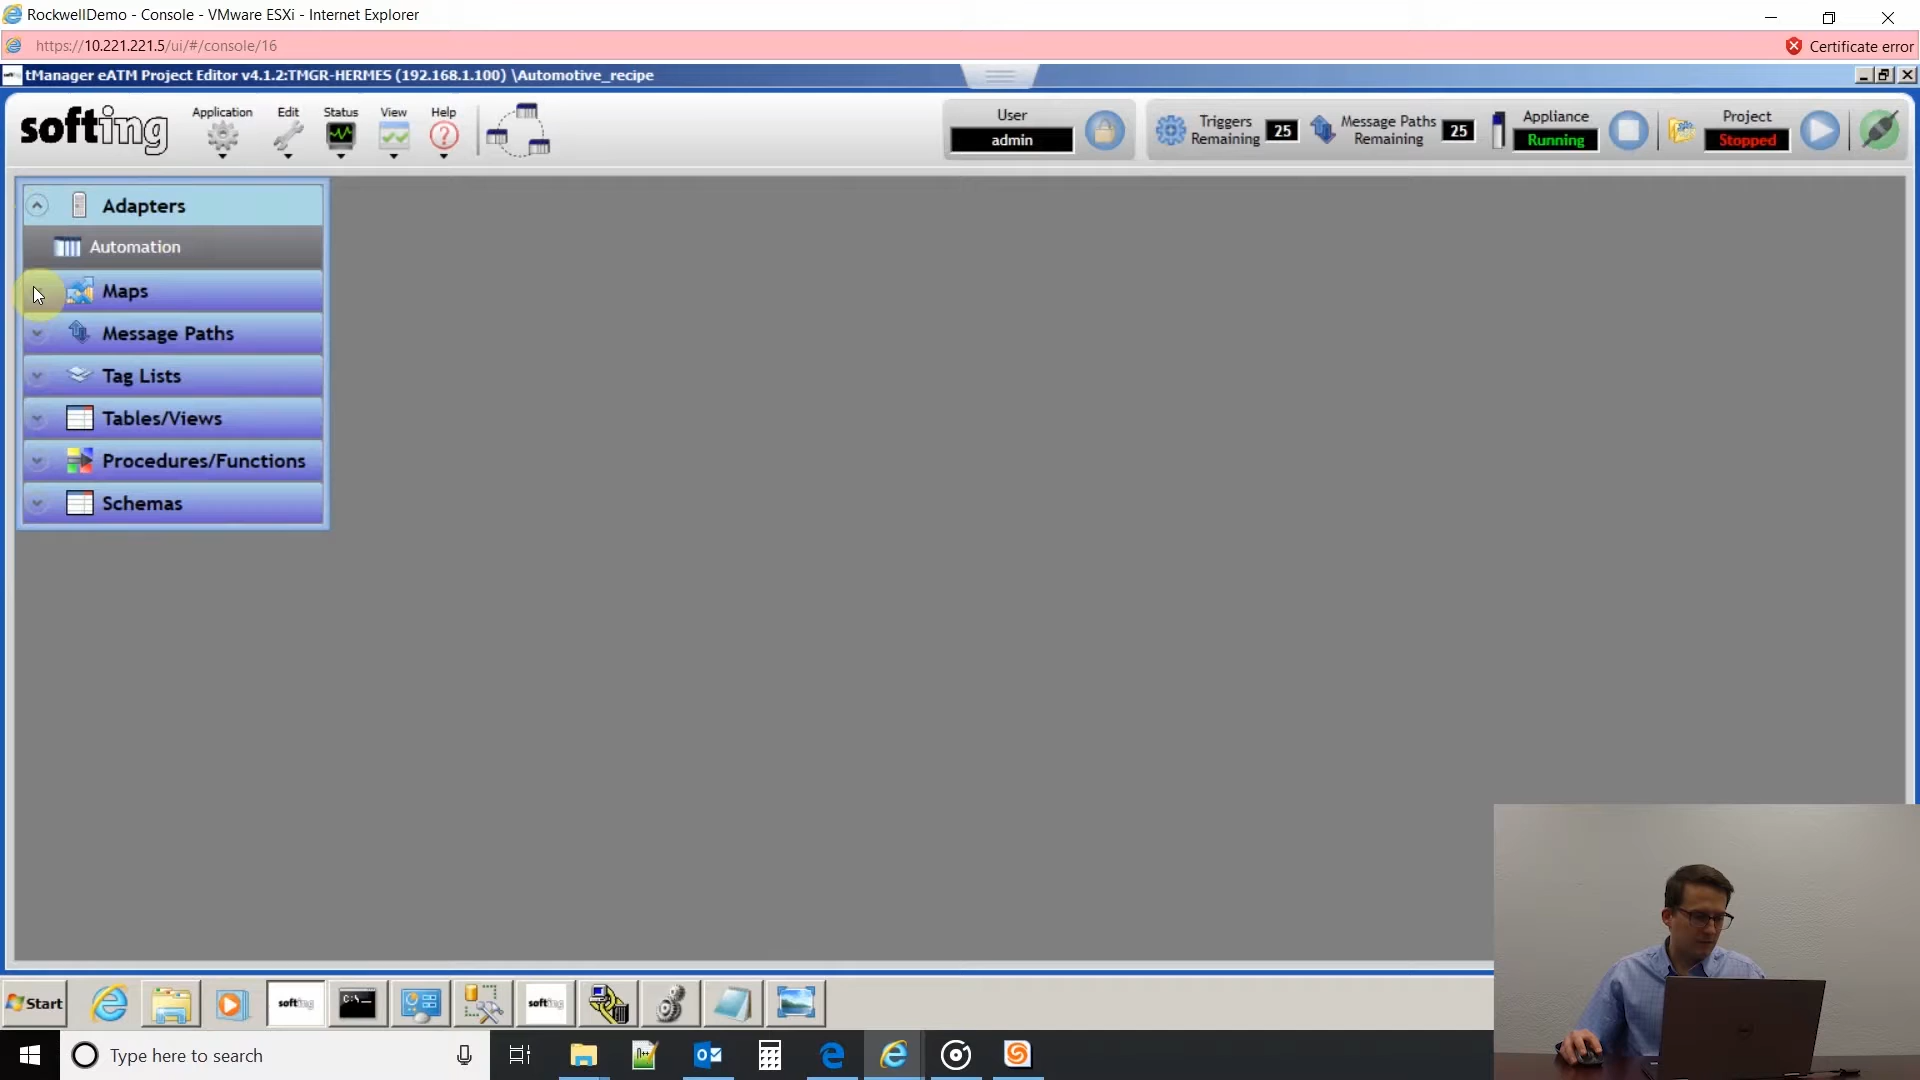 RockwellDemo - Console - VMware ESXi - Internet Explorer
https://10.221.221.5/ui/#/console/16
Certificate error
tManager eATM Project Editor v4.1.2:TMGR-HERMES (192.168.1.100) \Automotive_recipe
softing
Application
Edit
Status
View
Help
User
admin
Triggers Remaining
25
Message Paths Remaining
25
Appliance
Running
Project
Stopped
Adapters
Automation
Maps
Message Paths
Tag Lists
Tables/Views
Procedures/Functions
Schemas
Start
softing
C:\
softing
Type here to search